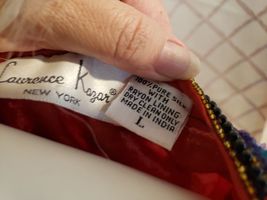 Laurence Kazar®
NEW YORK
100% PURE SILK
WITH
RAYON LINING
DRY CLEAN ONLY
MADE IN INDIA
L